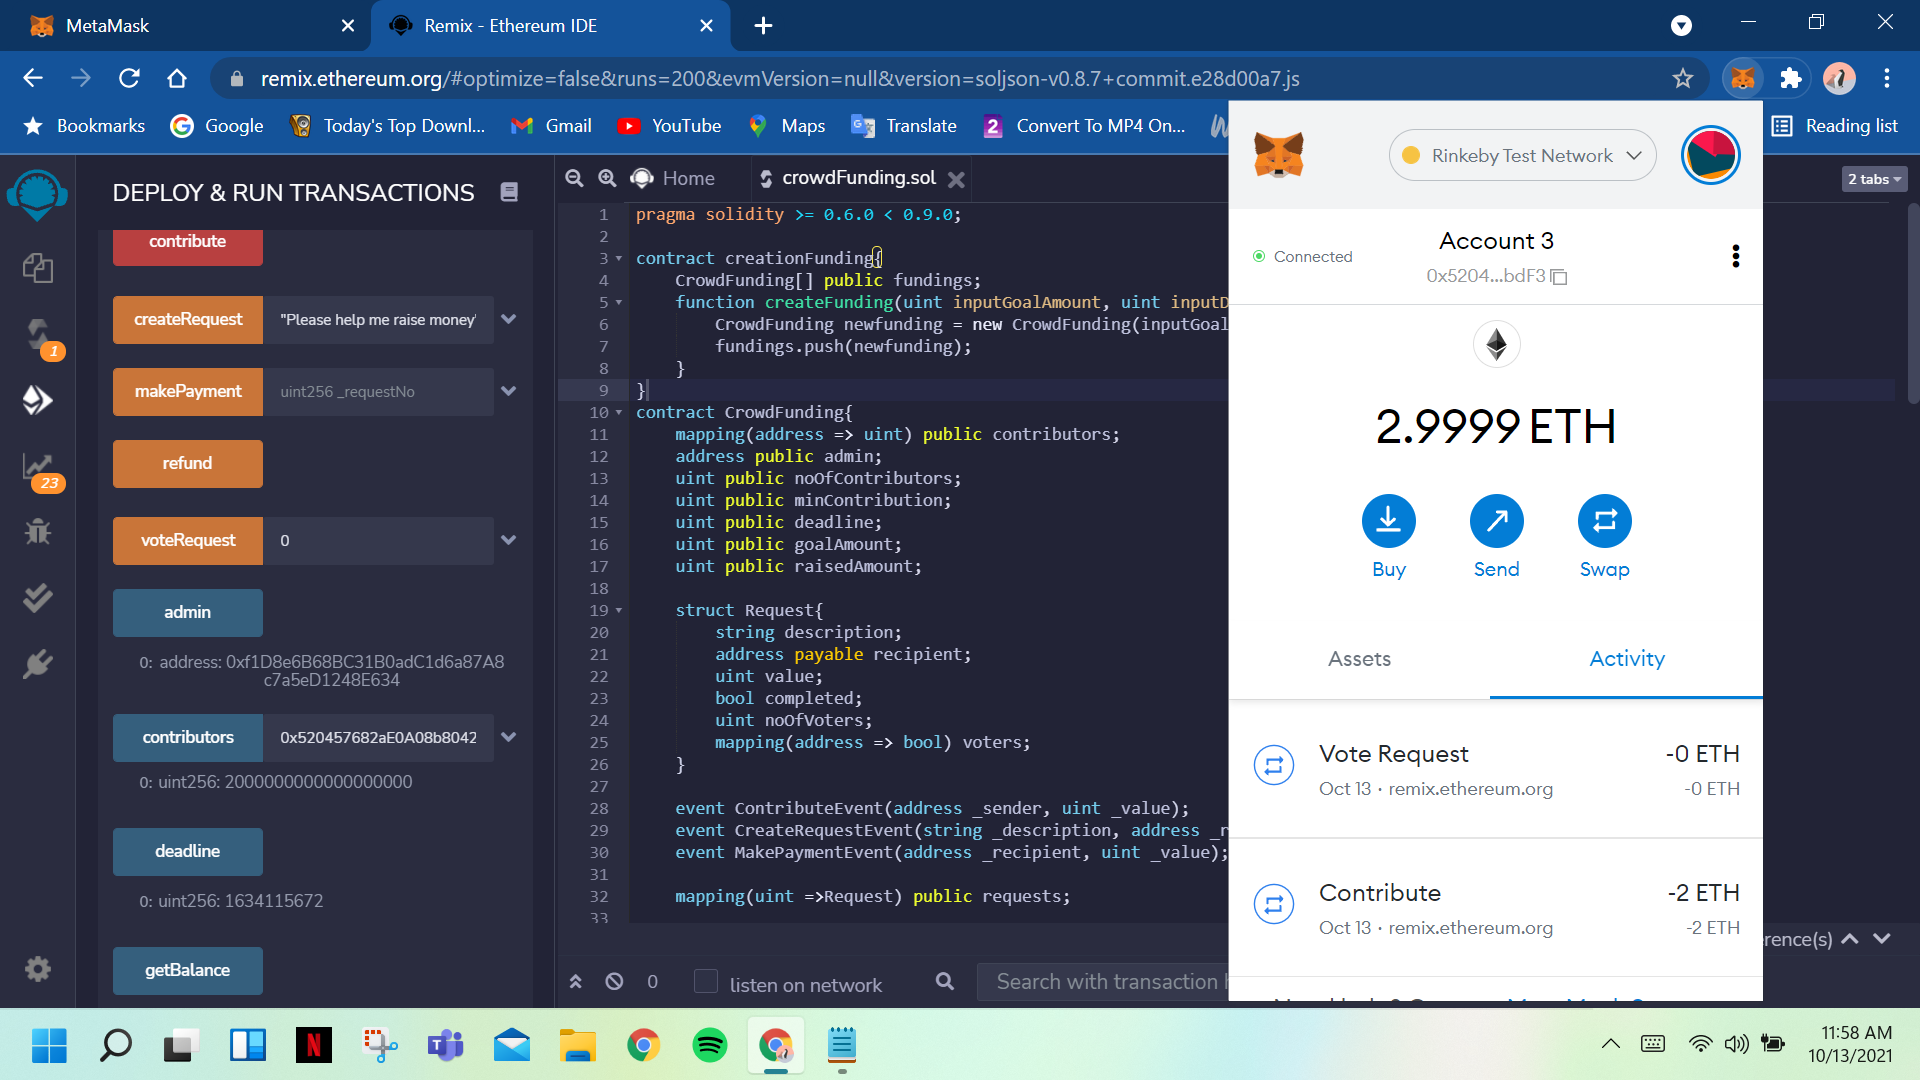 MetaMask
Remix - Ethereum IDE
remix.ethereum.org/#optimize=false&runs=200&evmVersion=null&version=soljson-v0.8.7+commit.e28d00a7.js
Bookmarks
Google
Today's Top Downl...
Gmail
YouTube
Maps
Translate
2
Convert To MP4 On...
Reading list
DEPLOY & RUN TRANSACTIONS
1
23
contribute
createRequest "Please help me raise money"
makePayment uint256 _requestNo
refund
voteRequest 0
admin
0: address: 0xf1D8e6B68BC31B0adC1d6a87A8
c7a5eD1248E634
contributors 0x520457682aE0A08b8042
0: uint256: 2000000000000000000
deadline
0: uint256: 1634115672
getBalance
Home
crowdFunding.sol
2 tabs
1 pragma solidity >= 0.6.0 < 0.9.0;
2
3 contract creationFunding{
4 CrowdFunding[] public fundings;
5 function createFunding(uint inputGoalAmount, uint inputD
6 CrowdFunding newfunding = new CrowdFunding(inputGoal
7 fundings.push(newfunding);
8 }
9 }
10 contract CrowdFunding{
11 mapping(address => uint) public contributors;
12 address public admin;
13 uint public noOfContributors;
14 uint public minContribution;
15 uint public deadline;
16 uint public goalAmount;
17 uint public raisedAmount;
18
19 struct Request{
20 string description;
21 address payable recipient;
22 uint value;
23 bool completed;
24 uint noOfVoters;
25 mapping(address => bool) voters;
26 }
27
28 event ContributeEvent(address _sender, uint _value);
29 event CreateRequestEvent(string _description, address _r
30 event MakePaymentEvent(address _recipient, uint _value);
31
32 mapping(uint =>Request) public requests;
33
0
listen on network
Search with transaction h
rence(s)
Rinkeby Test Network
Connected
Account 3
0x5204...bdF3
2.9999 ETH
Buy
Send
Swap
Assets
Activity
Vote Request -0 ETH
Oct 13 · remix.ethereum.org -0 ETH
Contribute -2 ETH
Oct 13 · remix.ethereum.org -2 ETH
N
T
11:58 AM
10/13/2021